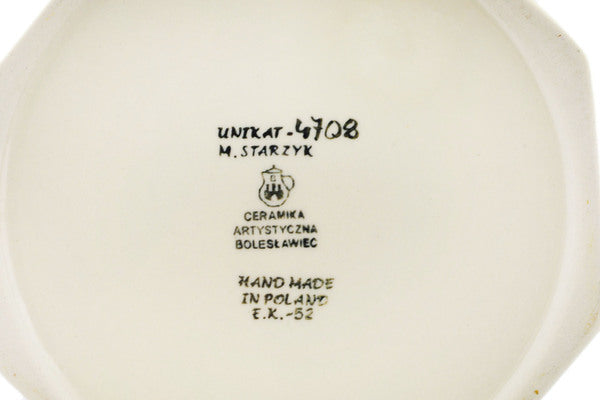 UNIKAT-4708
M. STARZYK
CERAMIKA
ARTYSTYCZNA
BOLESŁAWIEC
HAND MADE
IN POLAND
E.K.-52